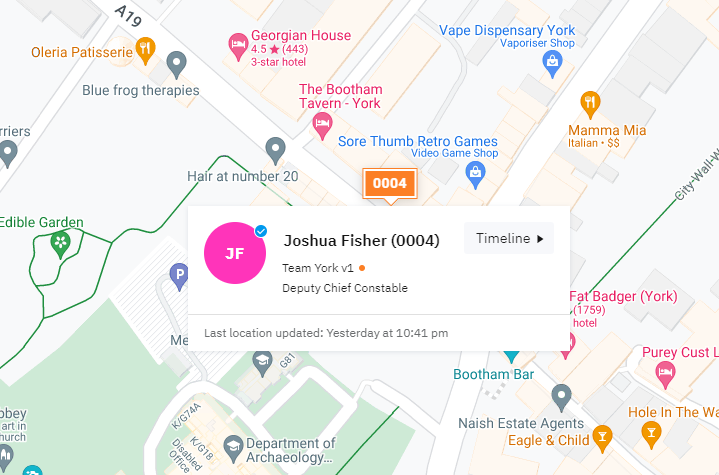 A19
Georgian House
4.5 ★ (443)
3-star hotel
Oleria Patisserie
Vape Dispensary York
Vaporiser Shop
Blue frog therapies
The Bootham
Tavern - York
Mamma Mia
Italian • $$
rriers
Sore Thumb Retro Games
Video Game Shop
Hair at number 20
0004
City-Wall-W
Edible Garden
JF
Joshua Fisher (0004)
Timeline
Team York v1
Deputy Chief Constable
P
Fat Badger (York)
(1759)
hotel
Last location updated: Yesterday at 10:41 pm
Me
G81
Purey Cust L
Bootham Bar
K/G74A
bbey
art in
church
K/G18
Disabled
Office
Department of
Archaeology...
Naish Estate Agents
Eagle & Child
Hole In The Wa